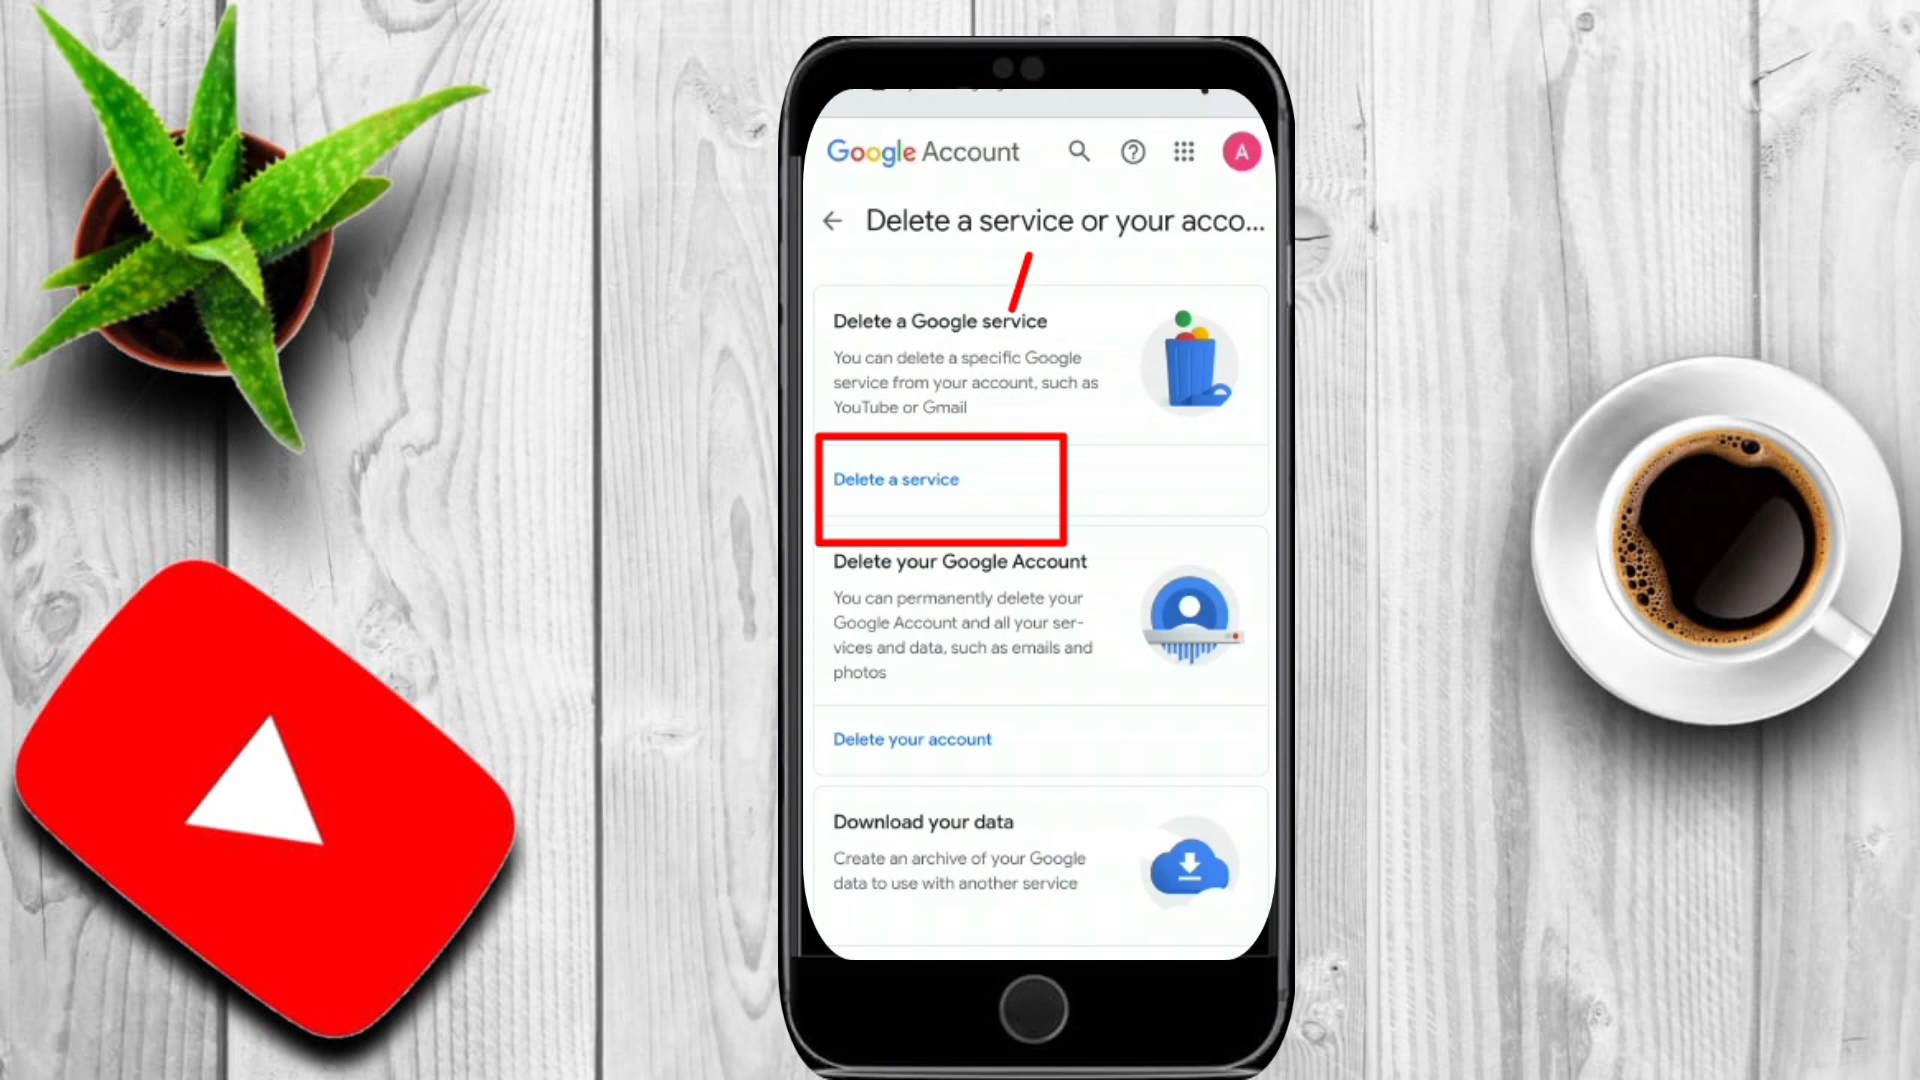 Google Account
A
Delete a service or your acco...
Delete a Google service
You can delete a specific Google
service from your account, such as
YouTube or Gmail
Delete a service
Delete your Google Account
You can permanently delete your
Google Account and all your ser-
vices and data, such as emails and
photos
Delete your account
Download your data
Create an archive of your Google
data to use with another service